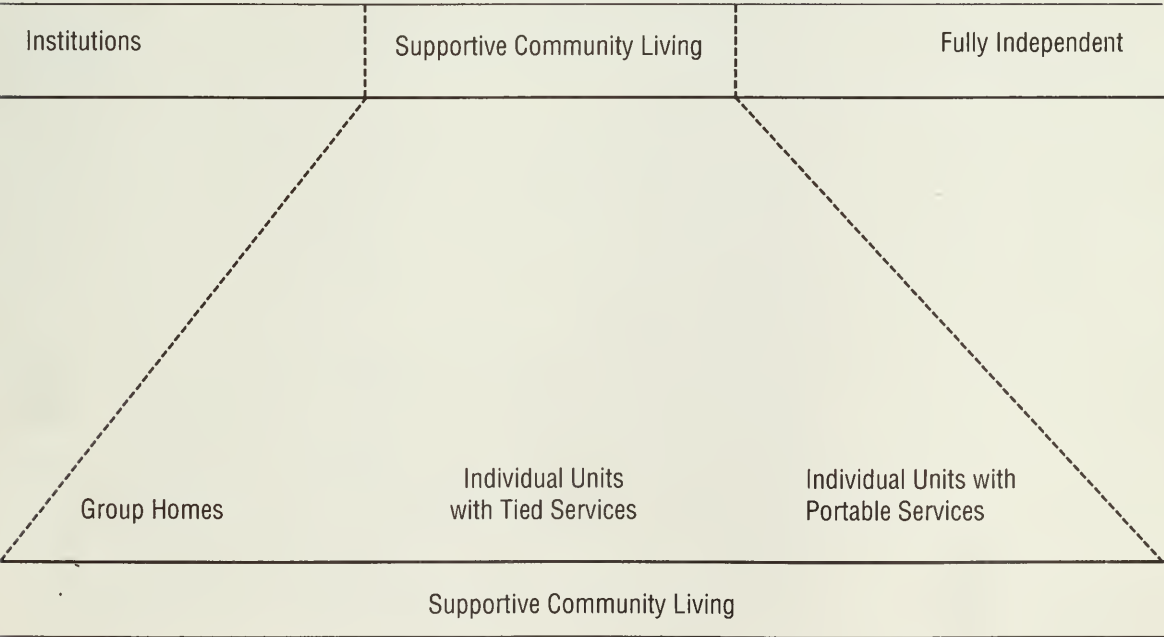 Institutions
Supportive Community Living
Fully Independent
Group Homes
Individual Units
with Tied Services
Individual Units with
Portable Services
Supportive Community Living